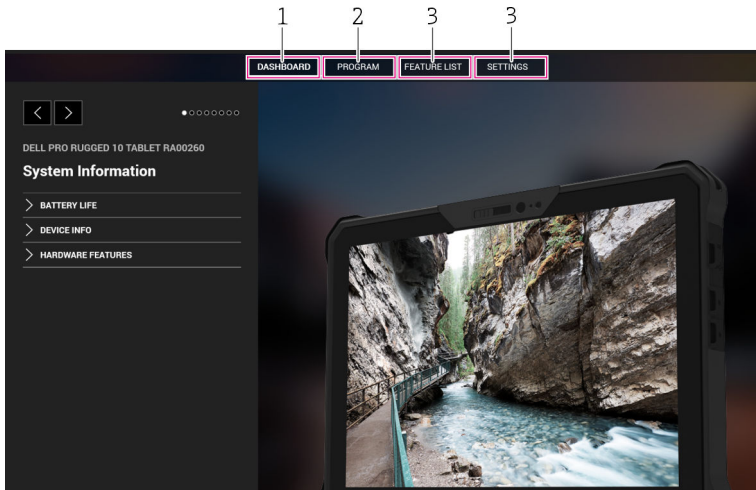 1 2 3 3
DASHBOARD PROGRAM FEATURE LIST SETTINGS
DELL PRO RUGGED 10 TABLET RA00260
System Information
BATTERY LIFE
DEVICE INFO
HARDWARE FEATURES